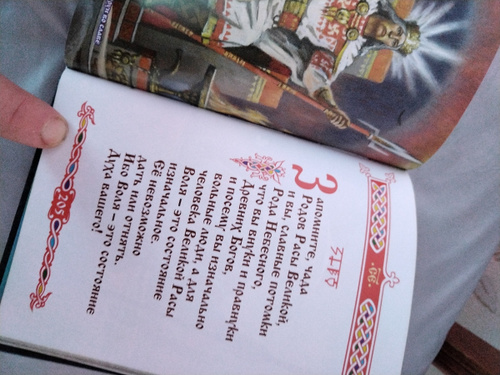 Запомните, чада
Родов Расы Великой,
и вы, славные потомки
Рода Небесного,
что вы внуки и правнуки
Древних Богов,
и посему вы изначально
вольные люди, а для
человека Великой Расы
Воля – это состояние
изначальное.
Её невозможно
дать или отнять.
Ибо Воля – это состояние
Духа вашего!
205